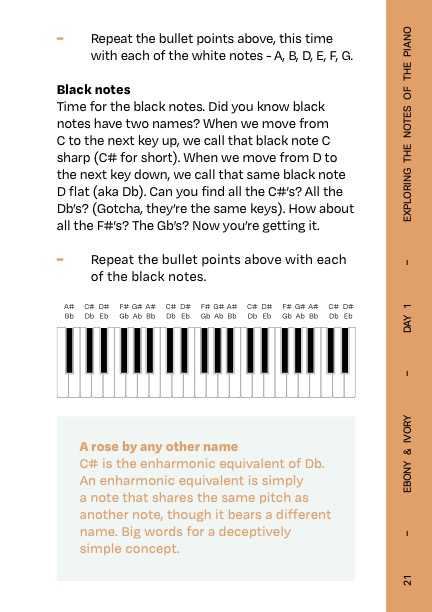 – Repeat the bullet points above, this time
with each of the white notes - A, B, D, E, F, G.
Black notes
Time for the black notes. Did you know black
notes have two names? When we move from
C to the next key up, we call that black note C
sharp (C# for short). When we move from D to
the next key down, we call that same black note
D flat (aka Db). Can you find all the C#'s? All the
Db's? (Gotcha, they're the same keys). How about
all the F#'s? The Gb's? Now you're getting it.
– Repeat the bullet points above with each
of the black notes.
A# C# D# F# G# A# C# D# F# G# A# C# D# F# G# A# C# D#
Bb Db Eb Gb Ab Bb Db Eb Gb Ab Bb Db Eb Gb Ab Bb Db Eb
A rose by any other name
C# is the enharmonic equivalent of Db.
An enharmonic equivalent is simply
a note that shares the same pitch as
another note, though it bears a different
name. Big words for a deceptively
simple concept.
21 – EBONY & IVORY – DAY 1 – EXPLORING THE NOTES OF THE PIANO